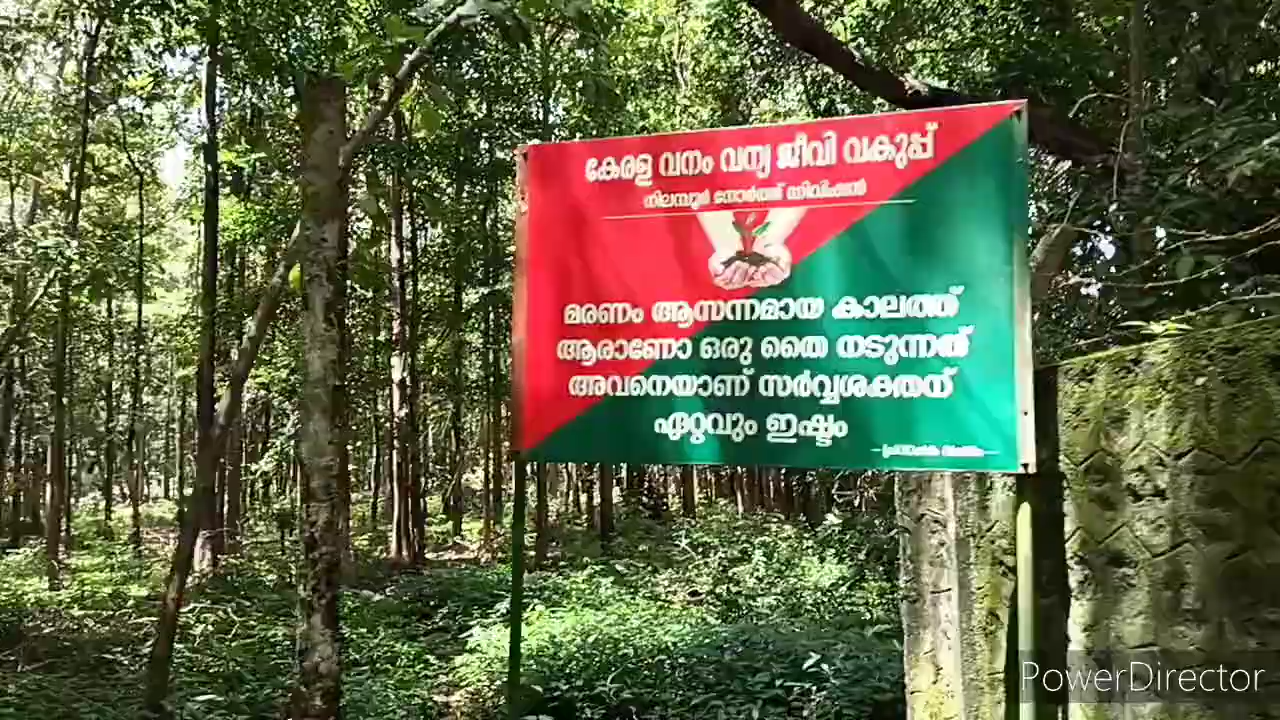 കേരള വനം വന്യ ജീവി വകുപ്പ്
നിലമ്പൂർ നോർത്ത് ഡിവിഷൻ
മരണം ആസന്നമായ കാലത്ത്
ആരാണോ ഒരു തൈ നടുന്നത്
അവനെയാണ് സർവ്വശക്തന്
ഏറ്റവും ഇഷ്ടം
PowerDirector